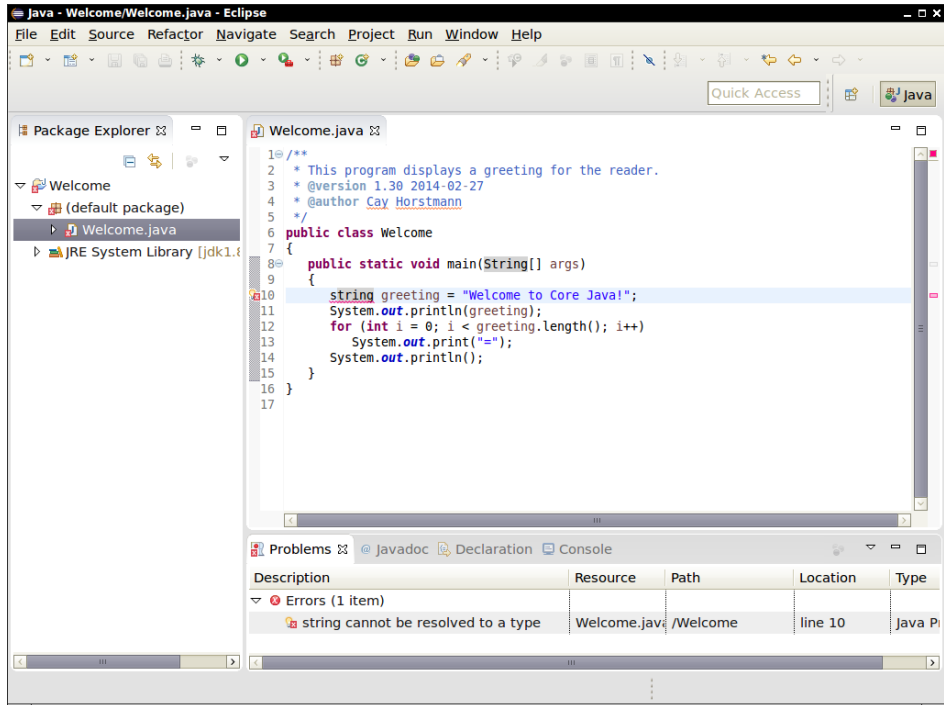 Java - Welcome/Welcome.java - Eclipse
File Edit Source Refactor Navigate Search Project Run Window Help
Quick Access
Java
Package Explorer
Welcome
(default package)
Welcome.java
JRE System Library [jdk1.8
Welcome.java
1 /**
2  * This program displays a greeting for the reader.
3  * @version 1.30 2014-02-27
4  * @author Cay Horstmann
5  */
6 public class Welcome
7 {
8    public static void main(String[] args)
9    {
10       string greeting = "Welcome to Core Java!";
11       System.out.println(greeting);
12       for (int i = 0; i < greeting.length(); i++)
13          System.out.print("=");
14       System.out.println();
15    }
16 }
17
Problems @ Javadoc Declaration Console
Description Resource Path Location Type
Errors (1 item)
string cannot be resolved to a type Welcome.java /Welcome line 10 Java P